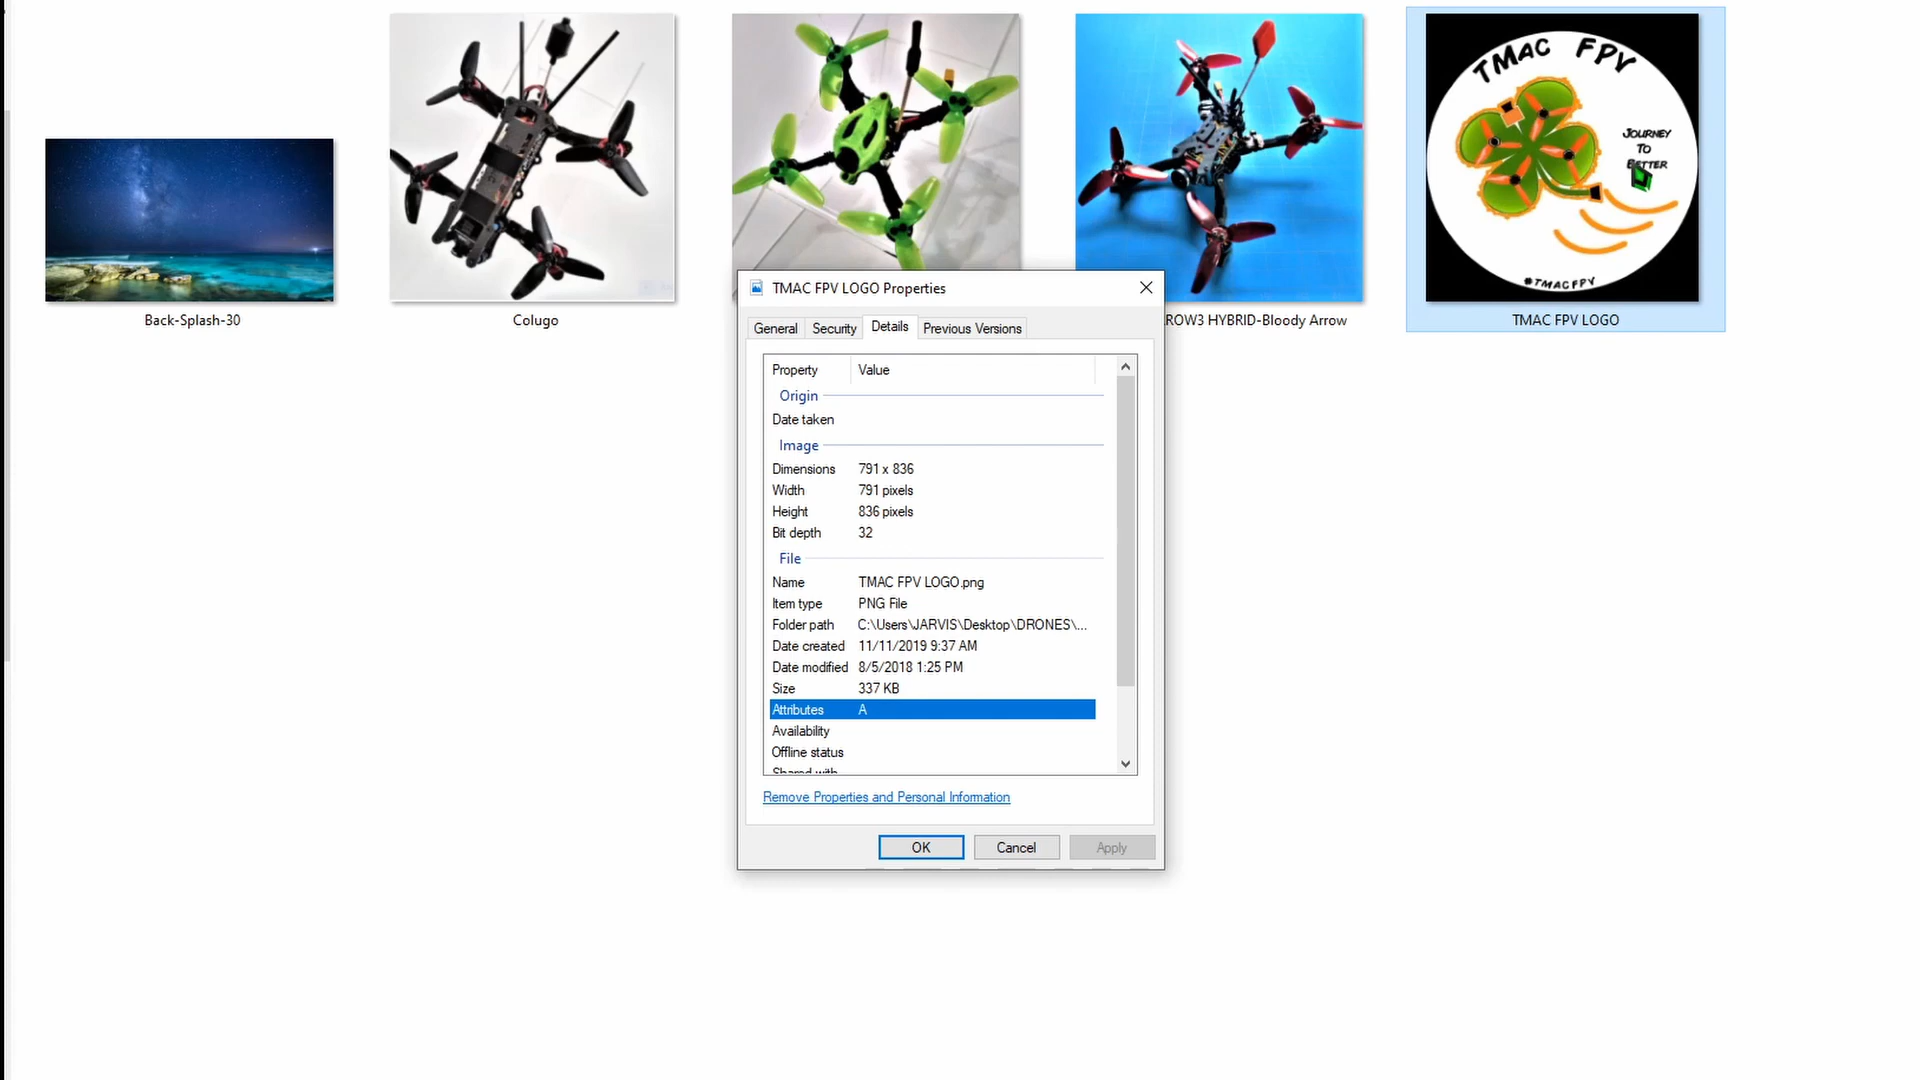 TMAC FPV
JOURNEY
TO
BETTER
#TMACFPV
Back-Splash-30
Colugo
ROW3 HYBRID-Bloody Arrow
TMAC FPV LOGO
TMAC FPV LOGO Properties
General Security Details Previous Versions
Property Value
Origin
Date taken
Image
Dimensions 791 x 836
Width 791 pixels
Height 836 pixels
Bit depth 32
File
Name TMAC FPV LOGO.png
Item type PNG File
Folder path C:\Users\JARVIS\Desktop\DRONES\...
Date created 11/11/2019 9:37 AM
Date modified 8/5/2018 1:25 PM
Size 337 KB
Attributes A
Availability
Offline status
Shared with
Remove Properties and Personal Information
OK Cancel Apply